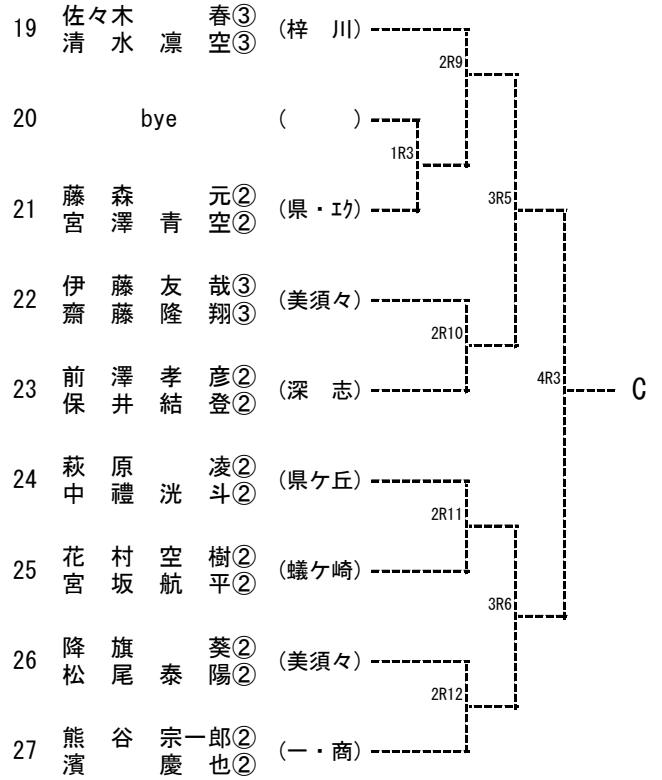 佐々木 春③
19 (梓 川)
清 水 凛 空③
2R9
20 bye ( )
1R3
藤 森 元②
21 (県・エク)
宮 澤 青 空②
3R5
伊 藤 友 哉③
22 (美須々)
齋 藤 隆 翔③
2R10
前 澤 孝 彦②
23 (深 志)
保 井 結 登②
4R3
C
萩 原 凌②
24 (県ケ丘)
中 禮 洸 斗②
2R11
花 村 空 樹②
25 (蟻ケ崎)
宮 坂 航 平②
3R6
降 旗 葵②
26 (美須々)
松 尾 泰 陽②
2R12
熊 谷 宗一郎②
27 (一・商)
濱 慶 也②